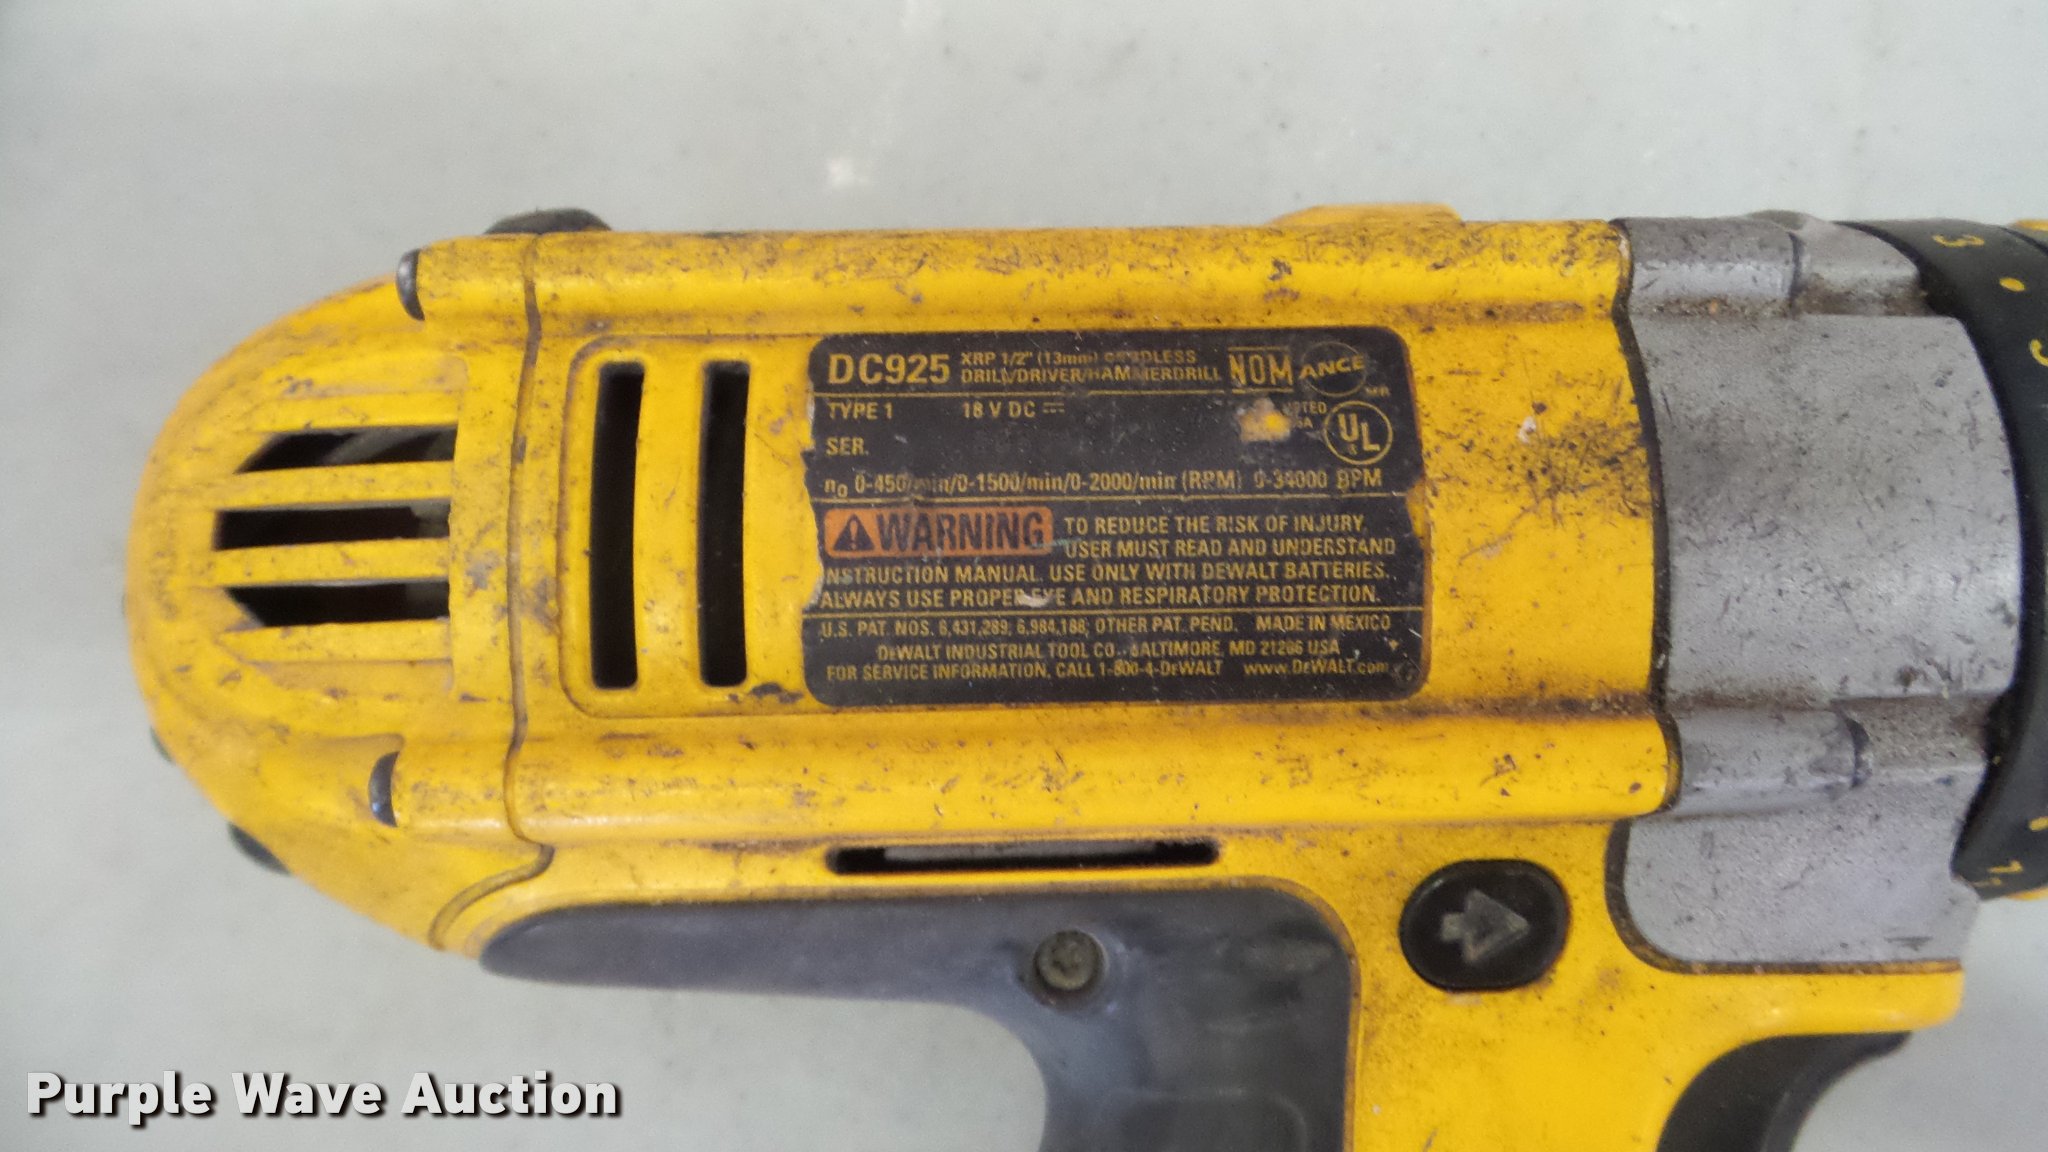 DC925 XRP 1/2" (13mm) CORDLESS
DRILL/DRIVER/HAMMERDRILL
NOM ANCE
TYPE 1 18 V DC
UL
SER.
no 0-450/min/0-1500/min/0-2000/min (RPM) 0-34000 BPM
WARNING TO REDUCE THE RISK OF INJURY,
USER MUST READ AND UNDERSTAND
INSTRUCTION MANUAL. USE ONLY WITH DEWALT BATTERIES.
ALWAYS USE PROPER EYE AND RESPIRATORY PROTECTION.
U.S. PAT. NOS. 6,431,289; 6,984,188; OTHER PAT. PEND. MADE IN MEXICO
DeWALT INDUSTRIAL TOOL CO., BALTIMORE, MD 21286 USA
FOR SERVICE INFORMATION, CALL 1-800-4-DeWALT www.DeWALT.com
3
Purple Wave Auction